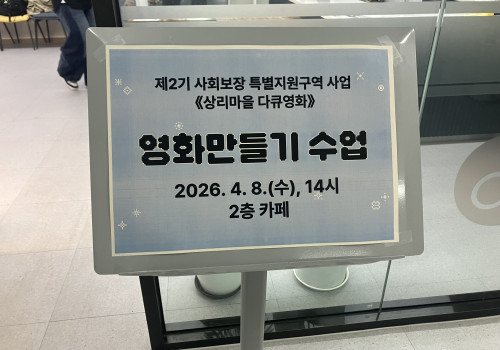 제2기 사회보장 특별지원구역 사업
《상리마을 다큐영화》
영화만들기 수업
2026. 4. 8.(수), 14시
2층 카페